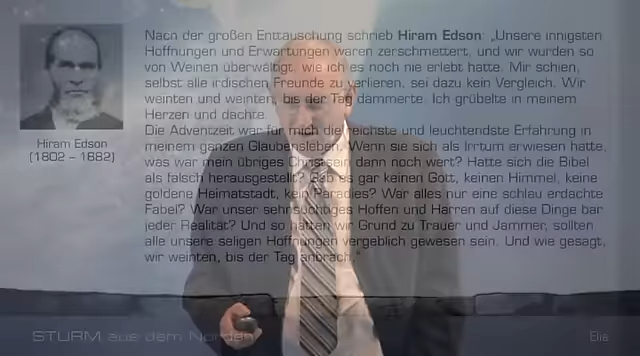 Nach der großen Enttäuschung schrieb Hiram Edson: „Unsere innigsten
Hoffnungen und Erwartungen waren zerschmettert, und wir wurden so
von Weinen überwältigt, wie ich es noch nie erlebt hatte. Mir schien,
selbst alle irdischen Freunde zu verlieren, sei dazu kein Vergleich. Wir
weinten und weinten, bis der Tag dämmerte. Ich grübelte in meinem
Herzen und dachte:
Die Adventzeit war für mich die reichste und leuchtendste Erfahrung in
meinem ganzen Glaubensleben. Wenn sie sich als Irrtum erwiesen hatte,
was war mein übriges Christsein dann noch wert? Hatte sich die Bibel
als falsch herausgestellt? Gab es gar keinen Gott, keinen Himmel, keine
goldene Heimatstadt, kein Paradies? War alles nur eine schlau erdachte
Fabel? War unser sehnsüchtiges Hoffen und Harren auf diese Dinge bar
jeder Realität? Und so hatten wir Grund zu Trauer und Jammer, sollten
alle unsere seligen Hoffnungen vergeblich gewesen sein. Und wie gesagt,
wir weinten, bis der Tag anbrach."
Hiram Edson
(1802 – 1882)
STURM aus dem Norden
Elia